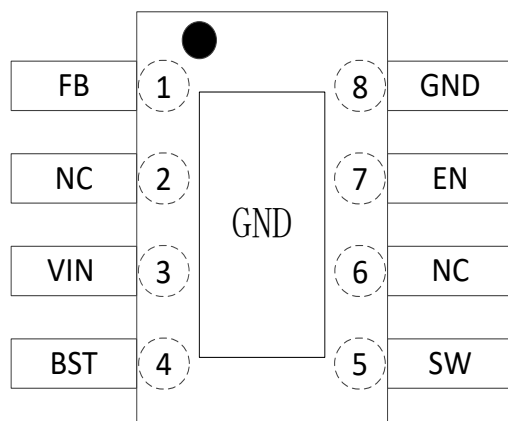 FB 1 8 GND
NC 2 7 EN
GND
VIN 3 6 NC
BST 4 5 SW